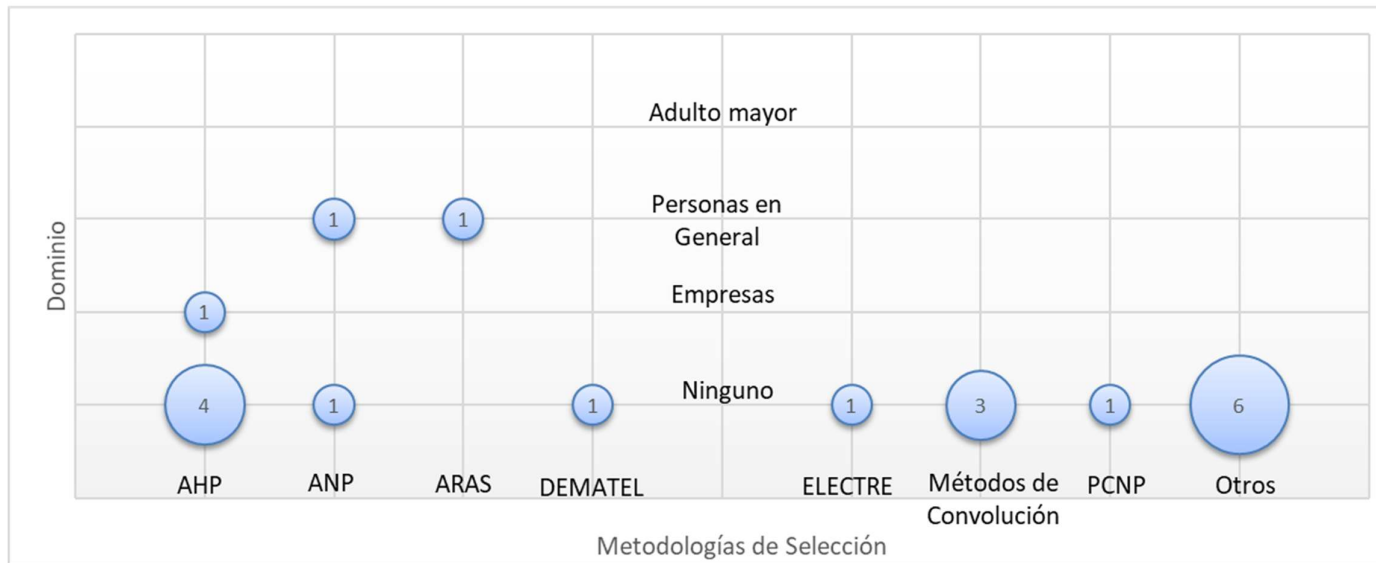 Adulto mayor
Personas en
General
1
1
Dominio
Empresas
1
Ninguno
4
1
1
1
3
1
6
AHP
ANP
ARAS
DEMATEL
ELECTRE
Métodos de
Convolución
PCNP
Otros
Metodologías de Selección